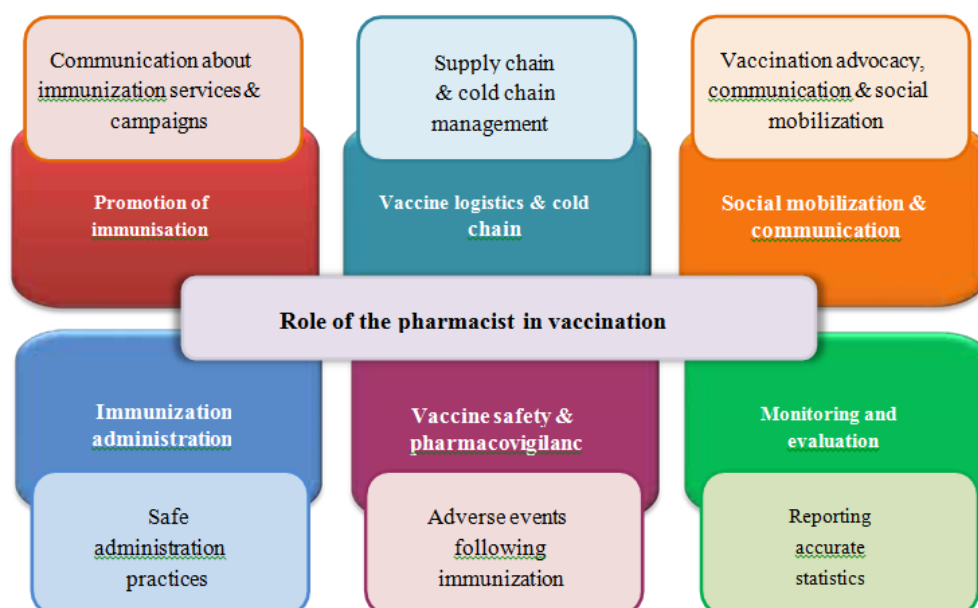 Communication about
immunization services &
campaigns
Promotion of
immunisation
Supply chain
& cold chain
management
Vaccine logistics & cold
chain
Vaccination advocacy,
communication & social
mobilization
Social mobilization &
communication
Role of the pharmacist in vaccination
Immunization
administration
Safe
administration
practices
Vaccine safety &
pharmacovigilanc
Adverse events
following
immunization
Monitoring and
evaluation
Reporting
accurate
statistics